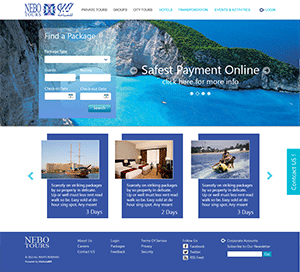 NEBO TOURS
PRIVATE TOURS GROUPS CITY TOURS HOTELS TRANSPORTATION EVENTS & ACTIVITIES LOGIN
Find a Package
Package Type
Events
Check-in Date Check-out Date
Search
Safest Payment Online
click here for more info
Contact Us !
Scarcely on striking packages
by so property in delicate.
Up or well must less rent
read walk so be. Easy sold at do
hour sing spot. Any meant
3 Days
Scarcely on striking packages
by so property in delicate.
Up or well must less rent
read walk so be. Easy sold at do
hour sing spot. Any meant
2 Days
Scarcely on striking packages
by so property in delicate.
Up or well must less rent
read walk so be. Easy sold at do
hour sing spot. Any meant
3 Days
NEBO
TOURS
About Us
Careers
Contact Us
Login
Packages
Feedback
Terms Of Service
Privacy
Security
Follow Us
Facebook
Twitter
RSS Feed
Corporate Accounts
Subscribe to Our Newsletter